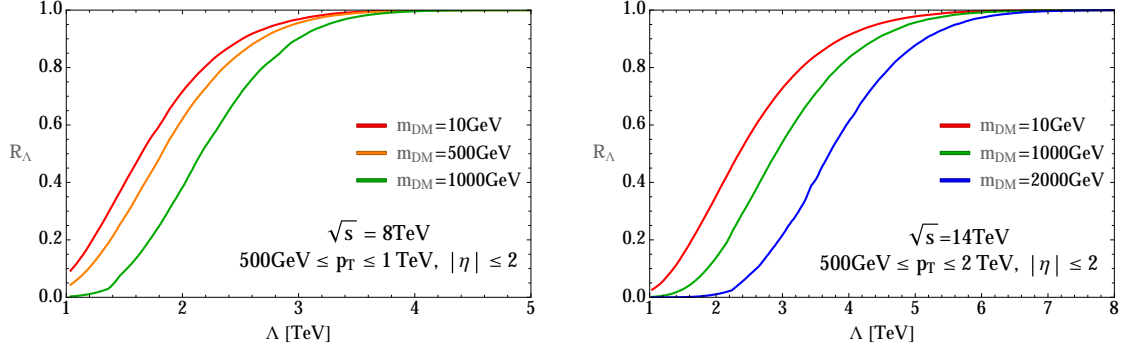 1.0
0.8
0.6
R_Λ
0.4
0.2
0.0
m_DM=10GeV
m_DM=500GeV
m_DM=1000GeV
√s = 8TeV
500GeV ≤ p_T ≤ 1 TeV, |η| ≤ 2
1 2 3 4 5
Λ [TeV]
1.0
0.8
0.6
R_Λ
0.4
0.2
0.0
m_DM=10GeV
m_DM=1000GeV
m_DM=2000GeV
√s =14TeV
500GeV ≤ p_T ≤ 2 TeV, |η| ≤ 2
1 2 3 4 5 6 7 8
Λ [TeV]